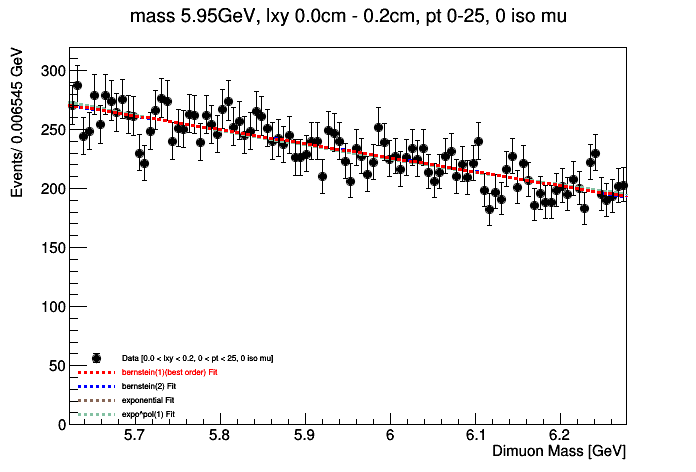 mass 5.95GeV, lxy 0.0cm - 0.2cm, pt 0-25, 0 iso mu
Events/ 0.006545 GeV
300
250
200
150
100
50
0
Data [0.0 < lxy < 0.2, 0 < pt < 25, 0 iso mu]
bernstein(1)(best order) Fit
bernstein(2) Fit
exponential Fit
expo*pol(1) Fit
5.7 5.8 5.9 6 6.1 6.2
Dimuon Mass [GeV]